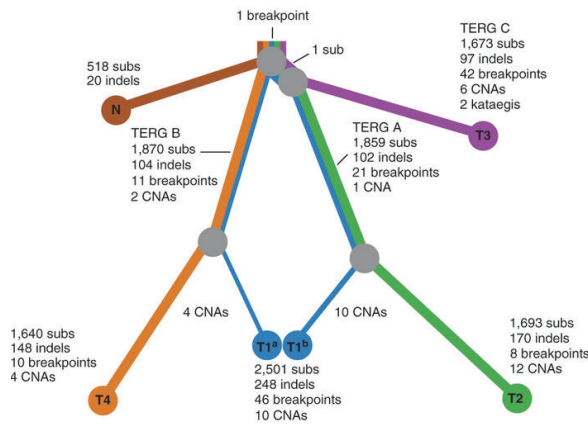 1 breakpoint
1 sub
518 subs
20 indels
TERG C
1,673 subs
97 indels
42 breakpoints
6 CNAs
2 kataegis
N
T3
TERG B
1,870 subs
104 indels
11 breakpoints
2 CNAs
TERG A
1,859 subs
102 indels
21 breakpoints
1 CNA
4 CNAs
10 CNAs
1,640 subs
148 indels
10 breakpoints
4 CNAs
T4
T1ᵃ T1ᵇ
2,501 subs
248 indels
46 breakpoints
10 CNAs
1,693 subs
170 indels
8 breakpoints
12 CNAs
T2